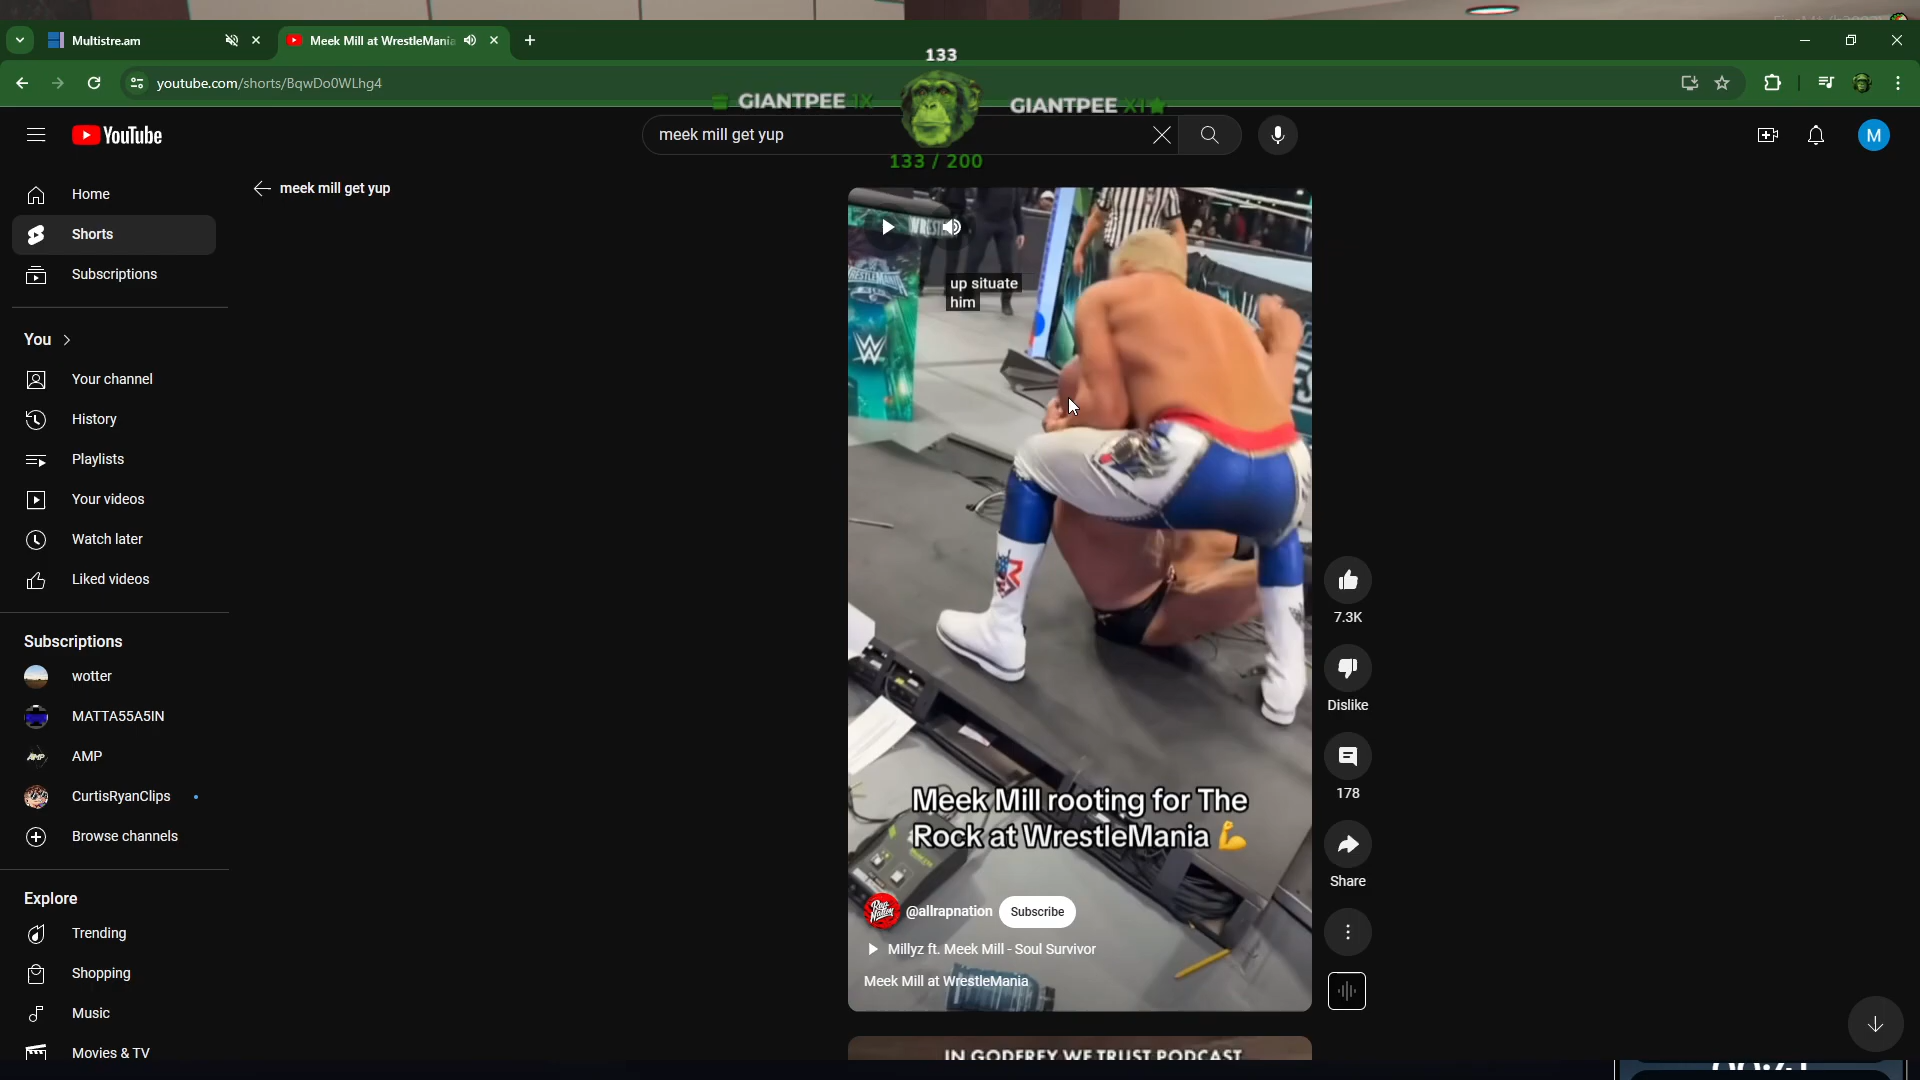 Multistre.am
Meek Mill at WrestleMania
133
youtube.com/shorts/BqwDo0WLhg4
GIANTPEE 1X
GIANTPEE X1
133 / 200
YouTube
meek mill get yup
M
Home
Shorts
Subscriptions
You
Your channel
History
Playlists
Your videos
Watch later
Liked videos
Subscriptions
wotter
MATTA55A5IN
AMP
CurtisRyanClips
Browse channels
Explore
Trending
Shopping
Music
Movies & TV
meek mill get yup
up situate
him
W
Meek Mill rooting for The
Rock at WrestleMania 💪
Rap Nation
@allrapnation
Subscribe
Millyz ft. Meek Mill - Soul Survivor
Meek Mill at WrestleMania
7.3K
Dislike
178
Share
IN GODFREY WE TRUST PODCAST